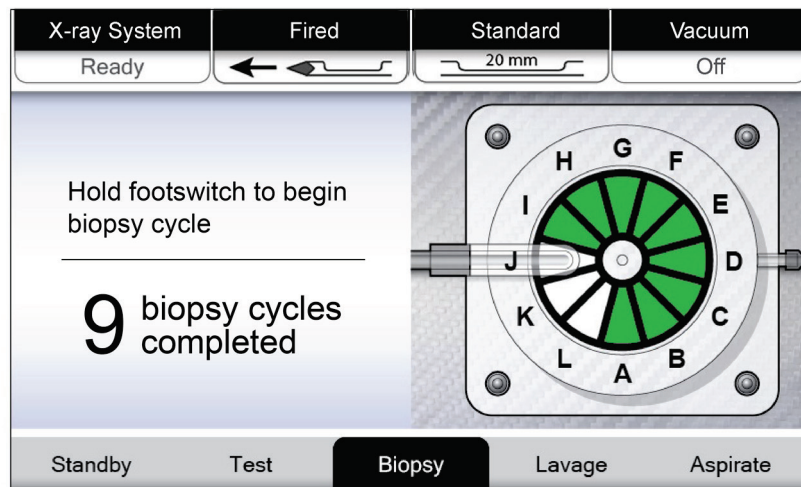 X-ray System
Fired
Standard
Vacuum
Ready
20 mm
Off
Hold footswitch to begin
biopsy cycle
9 biopsy cycles
completed
G
H
F
I
E
J
D
K
C
L
B
A
Standby
Test
Biopsy
Lavage
Aspirate